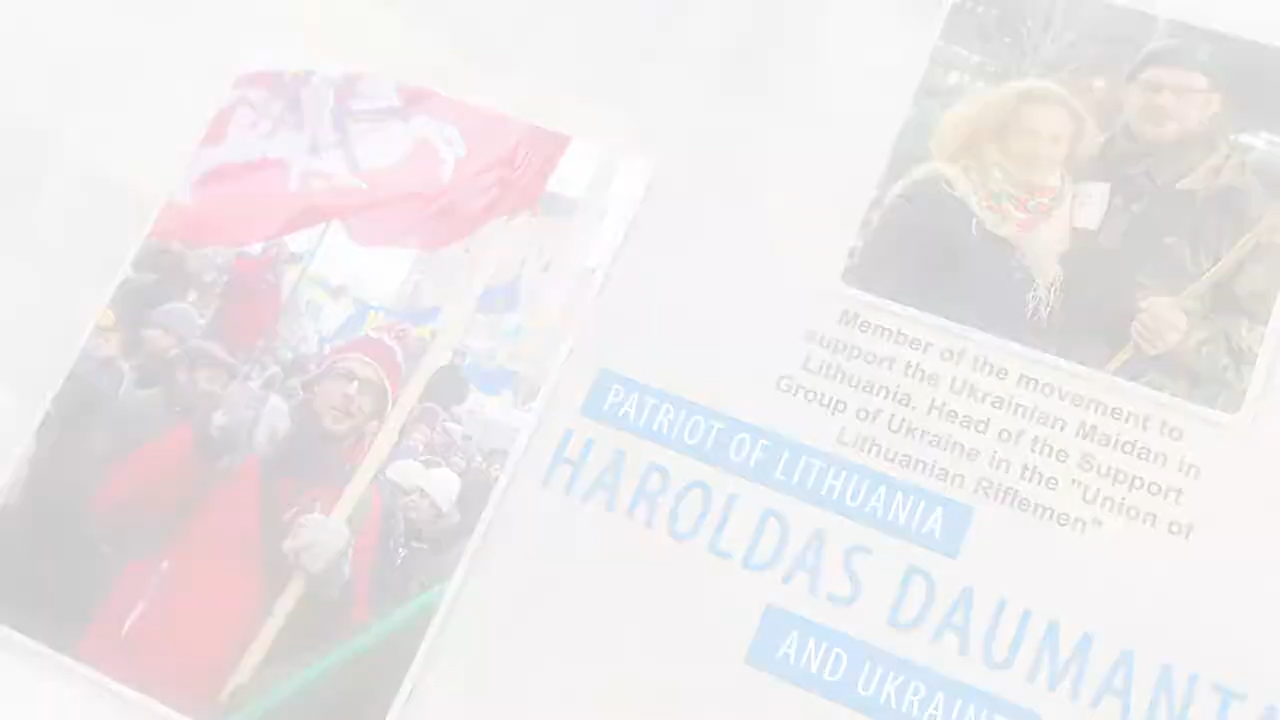 Member of the movement to
support the Ukrainian Maidan in
Lithuania. Head of the Support
Group of Ukraine in the "Union of
Lithuanian Riflemen"
PATRIOT OF LITHUANIA
HAROLDAS DAUMANT
AND UKRAINE